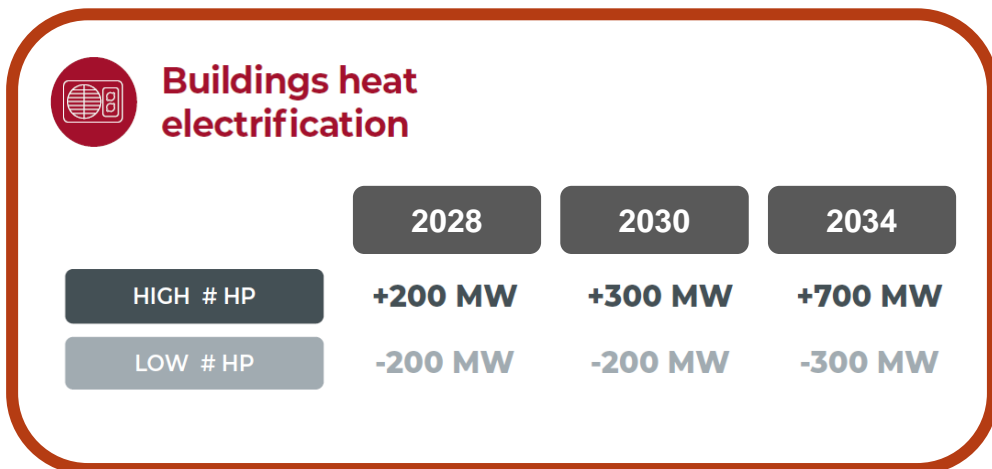 Buildings heat
electrification
2028 2030 2034
HIGH # HP +200 MW +300 MW +700 MW
LOW # HP -200 MW -200 MW -300 MW